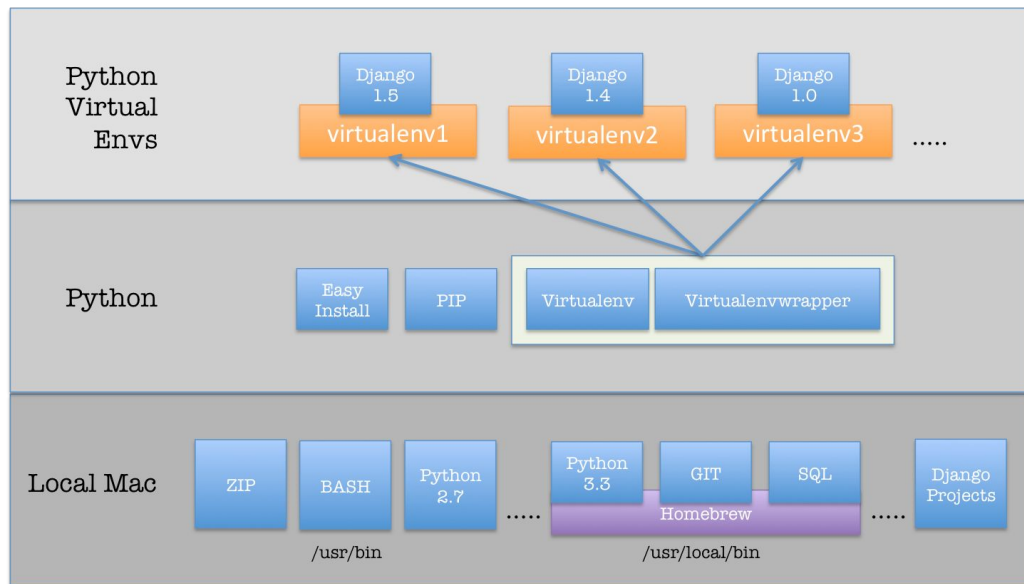 Python
Virtual
Envs
Django
1.5
virtualenv1
Django
1.4
virtualenv2
Django
1.0
virtualenv3
.....
Python
Easy
Install
PIP
Virtualenv
Virtualenvwrapper
Local Mac
ZIP
BASH
Python
2.7
.....
Python
3.3
GIT
SQL
Homebrew
.....
Django
Projects
/usr/bin
/usr/local/bin